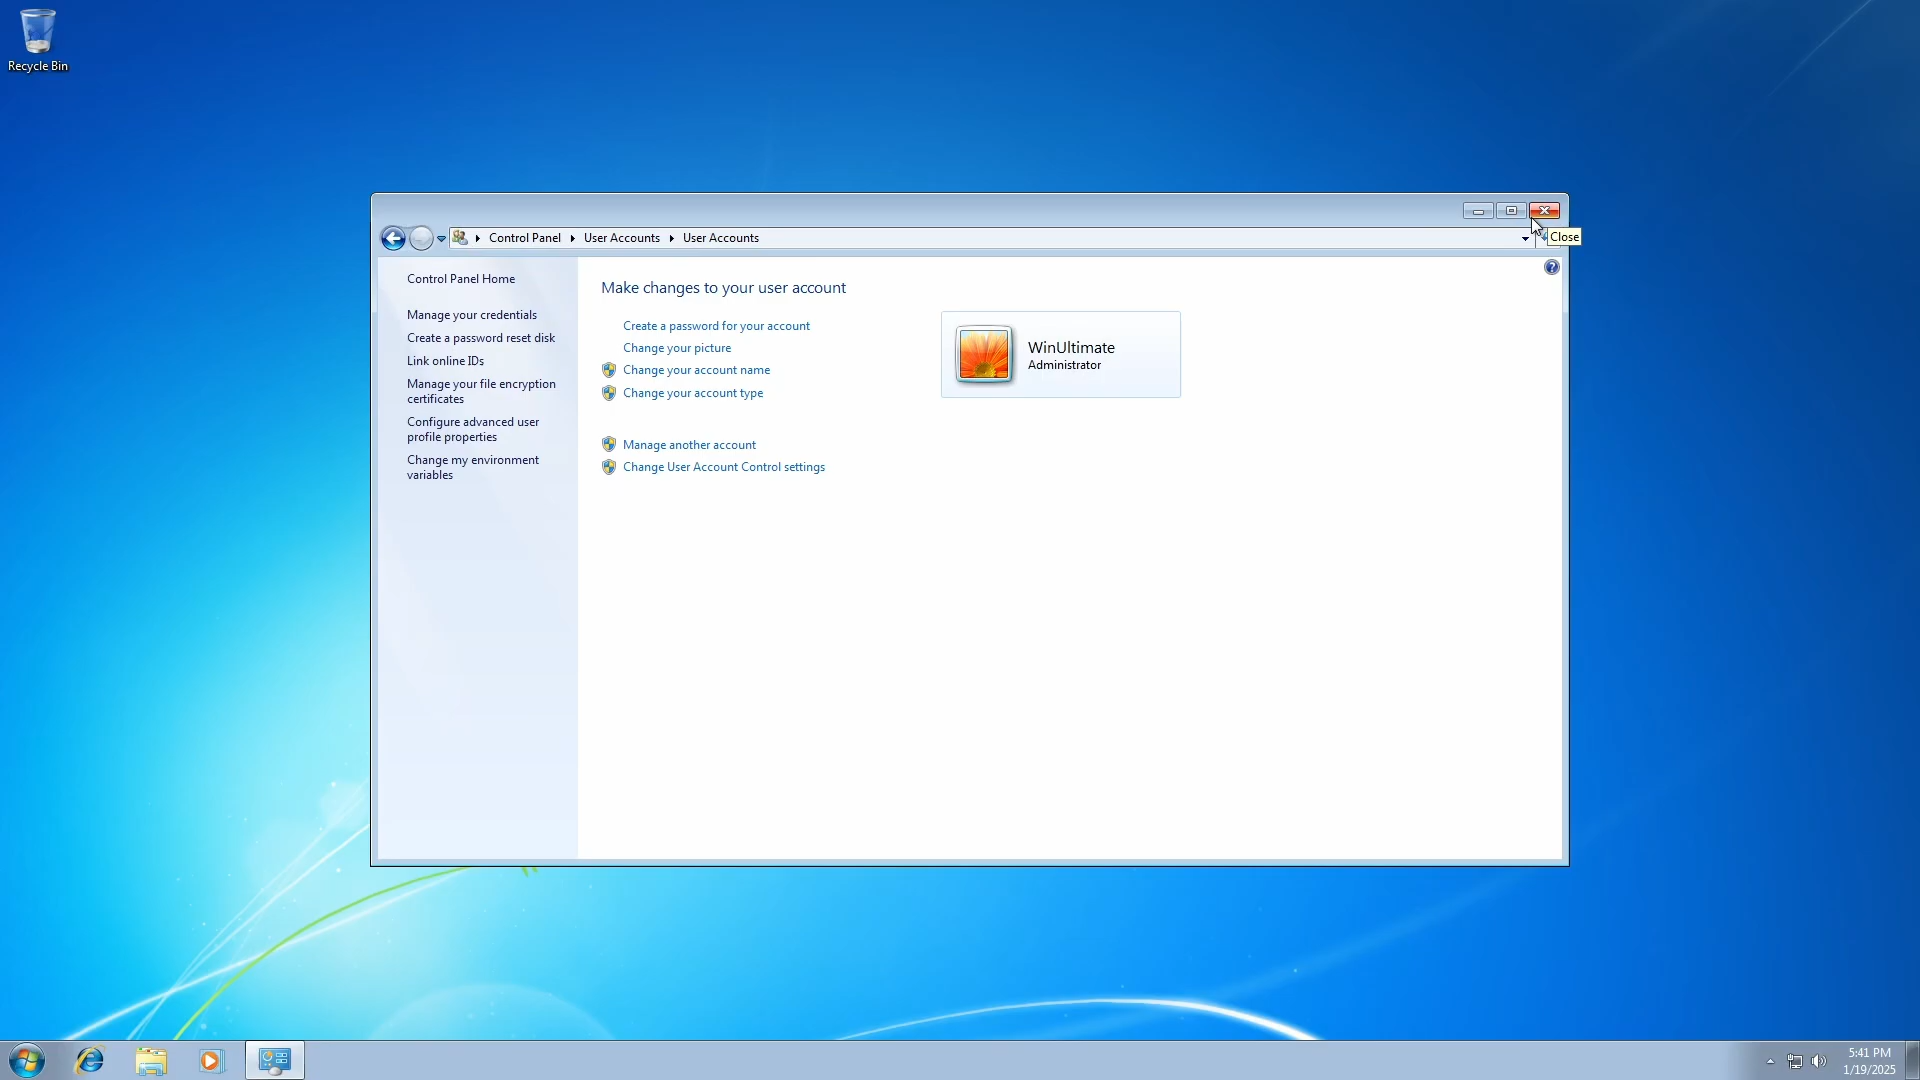 Recycle Bin
Control Panel
User Accounts
User Accounts
Close
Control Panel Home
Manage your credentials
Create a password reset disk
Link online IDs
Manage your file encryption
certificates
Configure advanced user
profile properties
Change my environment
variables
Make changes to your user account
Create a password for your account
Change your picture
Change your account name
Change your account type
Manage another account
Change User Account Control settings
WinUltimate
Administrator
5:41 PM
1/19/2025